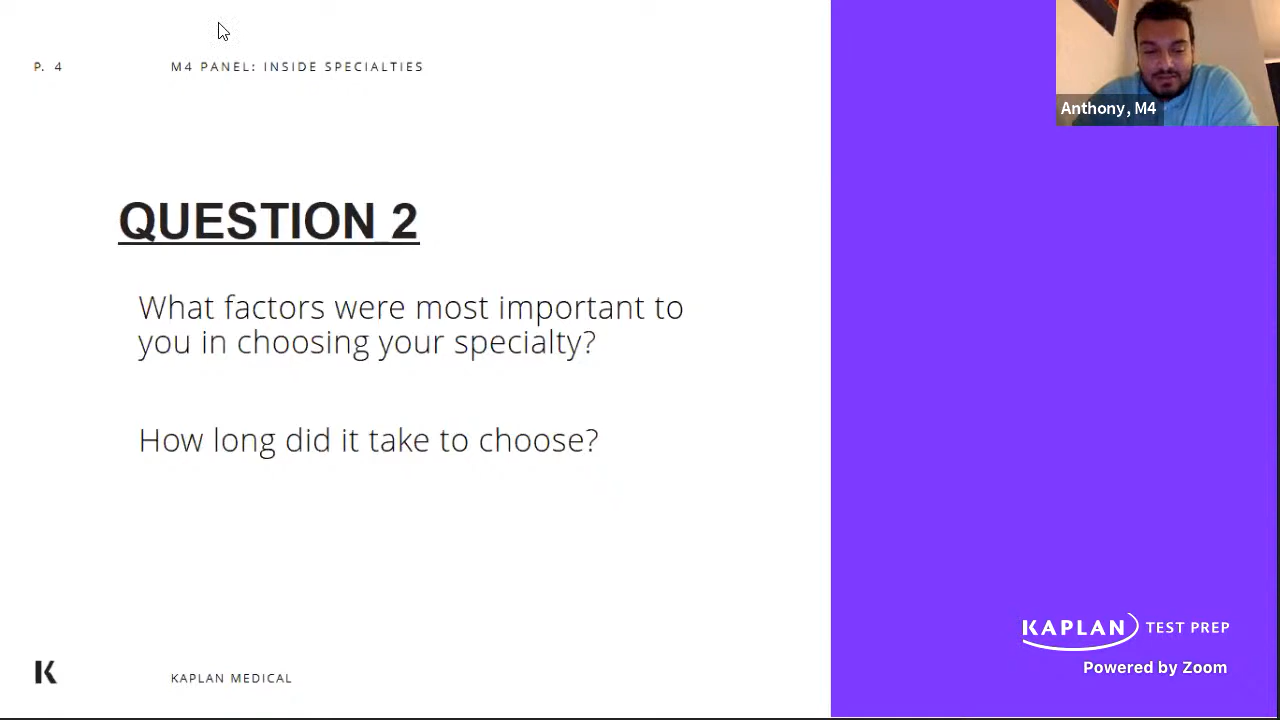 P. 4
M4 PANEL: INSIDE SPECIALTIES
Anthony, M4
QUESTION 2
What factors were most important to
you in choosing your specialty?
How long did it take to choose?
KAPLAN TEST PREP
Powered by Zoom
K
KAPLAN MEDICAL